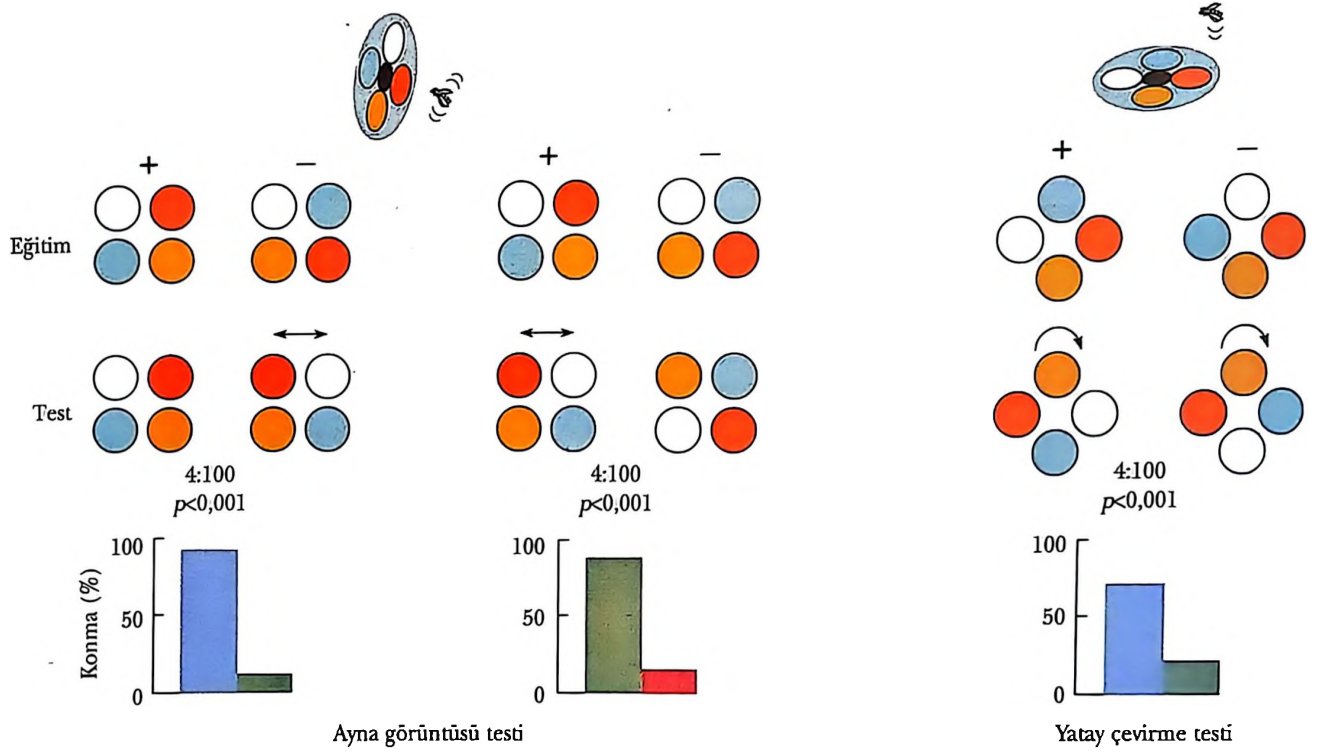 + − + − + −
Eğitim
Test
4:100 4:100 4:100
p<0,001 p<0,001 p<0,001
100 100 100
50 50 50
0 0 0
Konma (%)
Ayna görüntüsü testi Yatay çevirme testi